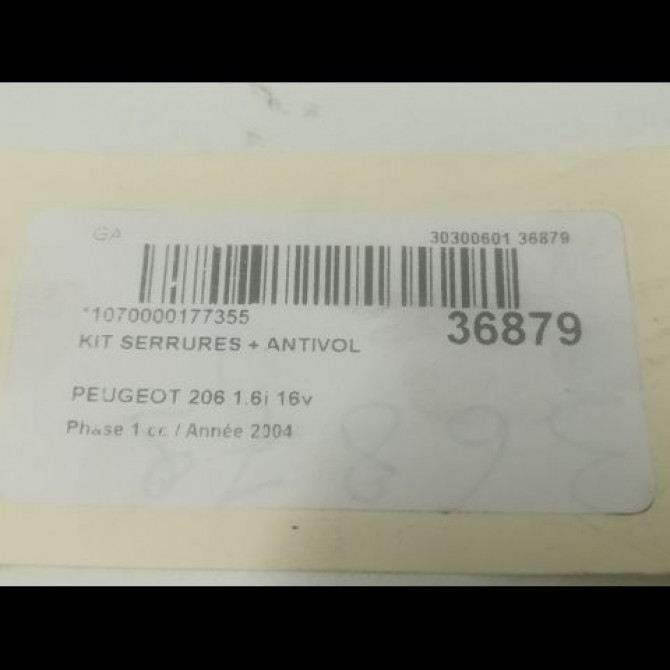 GA
30300601 36879
*1070000177355
36879
KIT SERRURES + ANTIVOL
PEUGEOT 206 1.6i 16v
Phase 1 cc / Année 2004